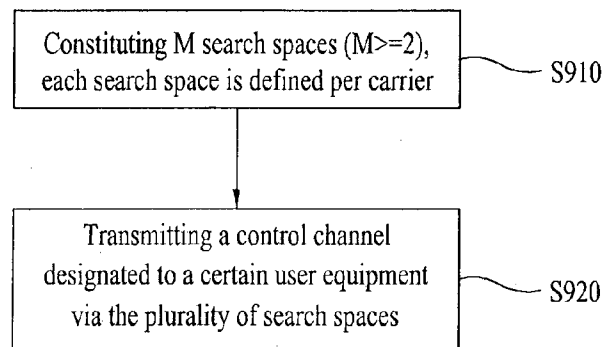 Constituting M search spaces (M>=2),
each search space is defined per carrier
S910
Transmitting a control channel
designated to a certain user equipment
via the plurality of search spaces
S920